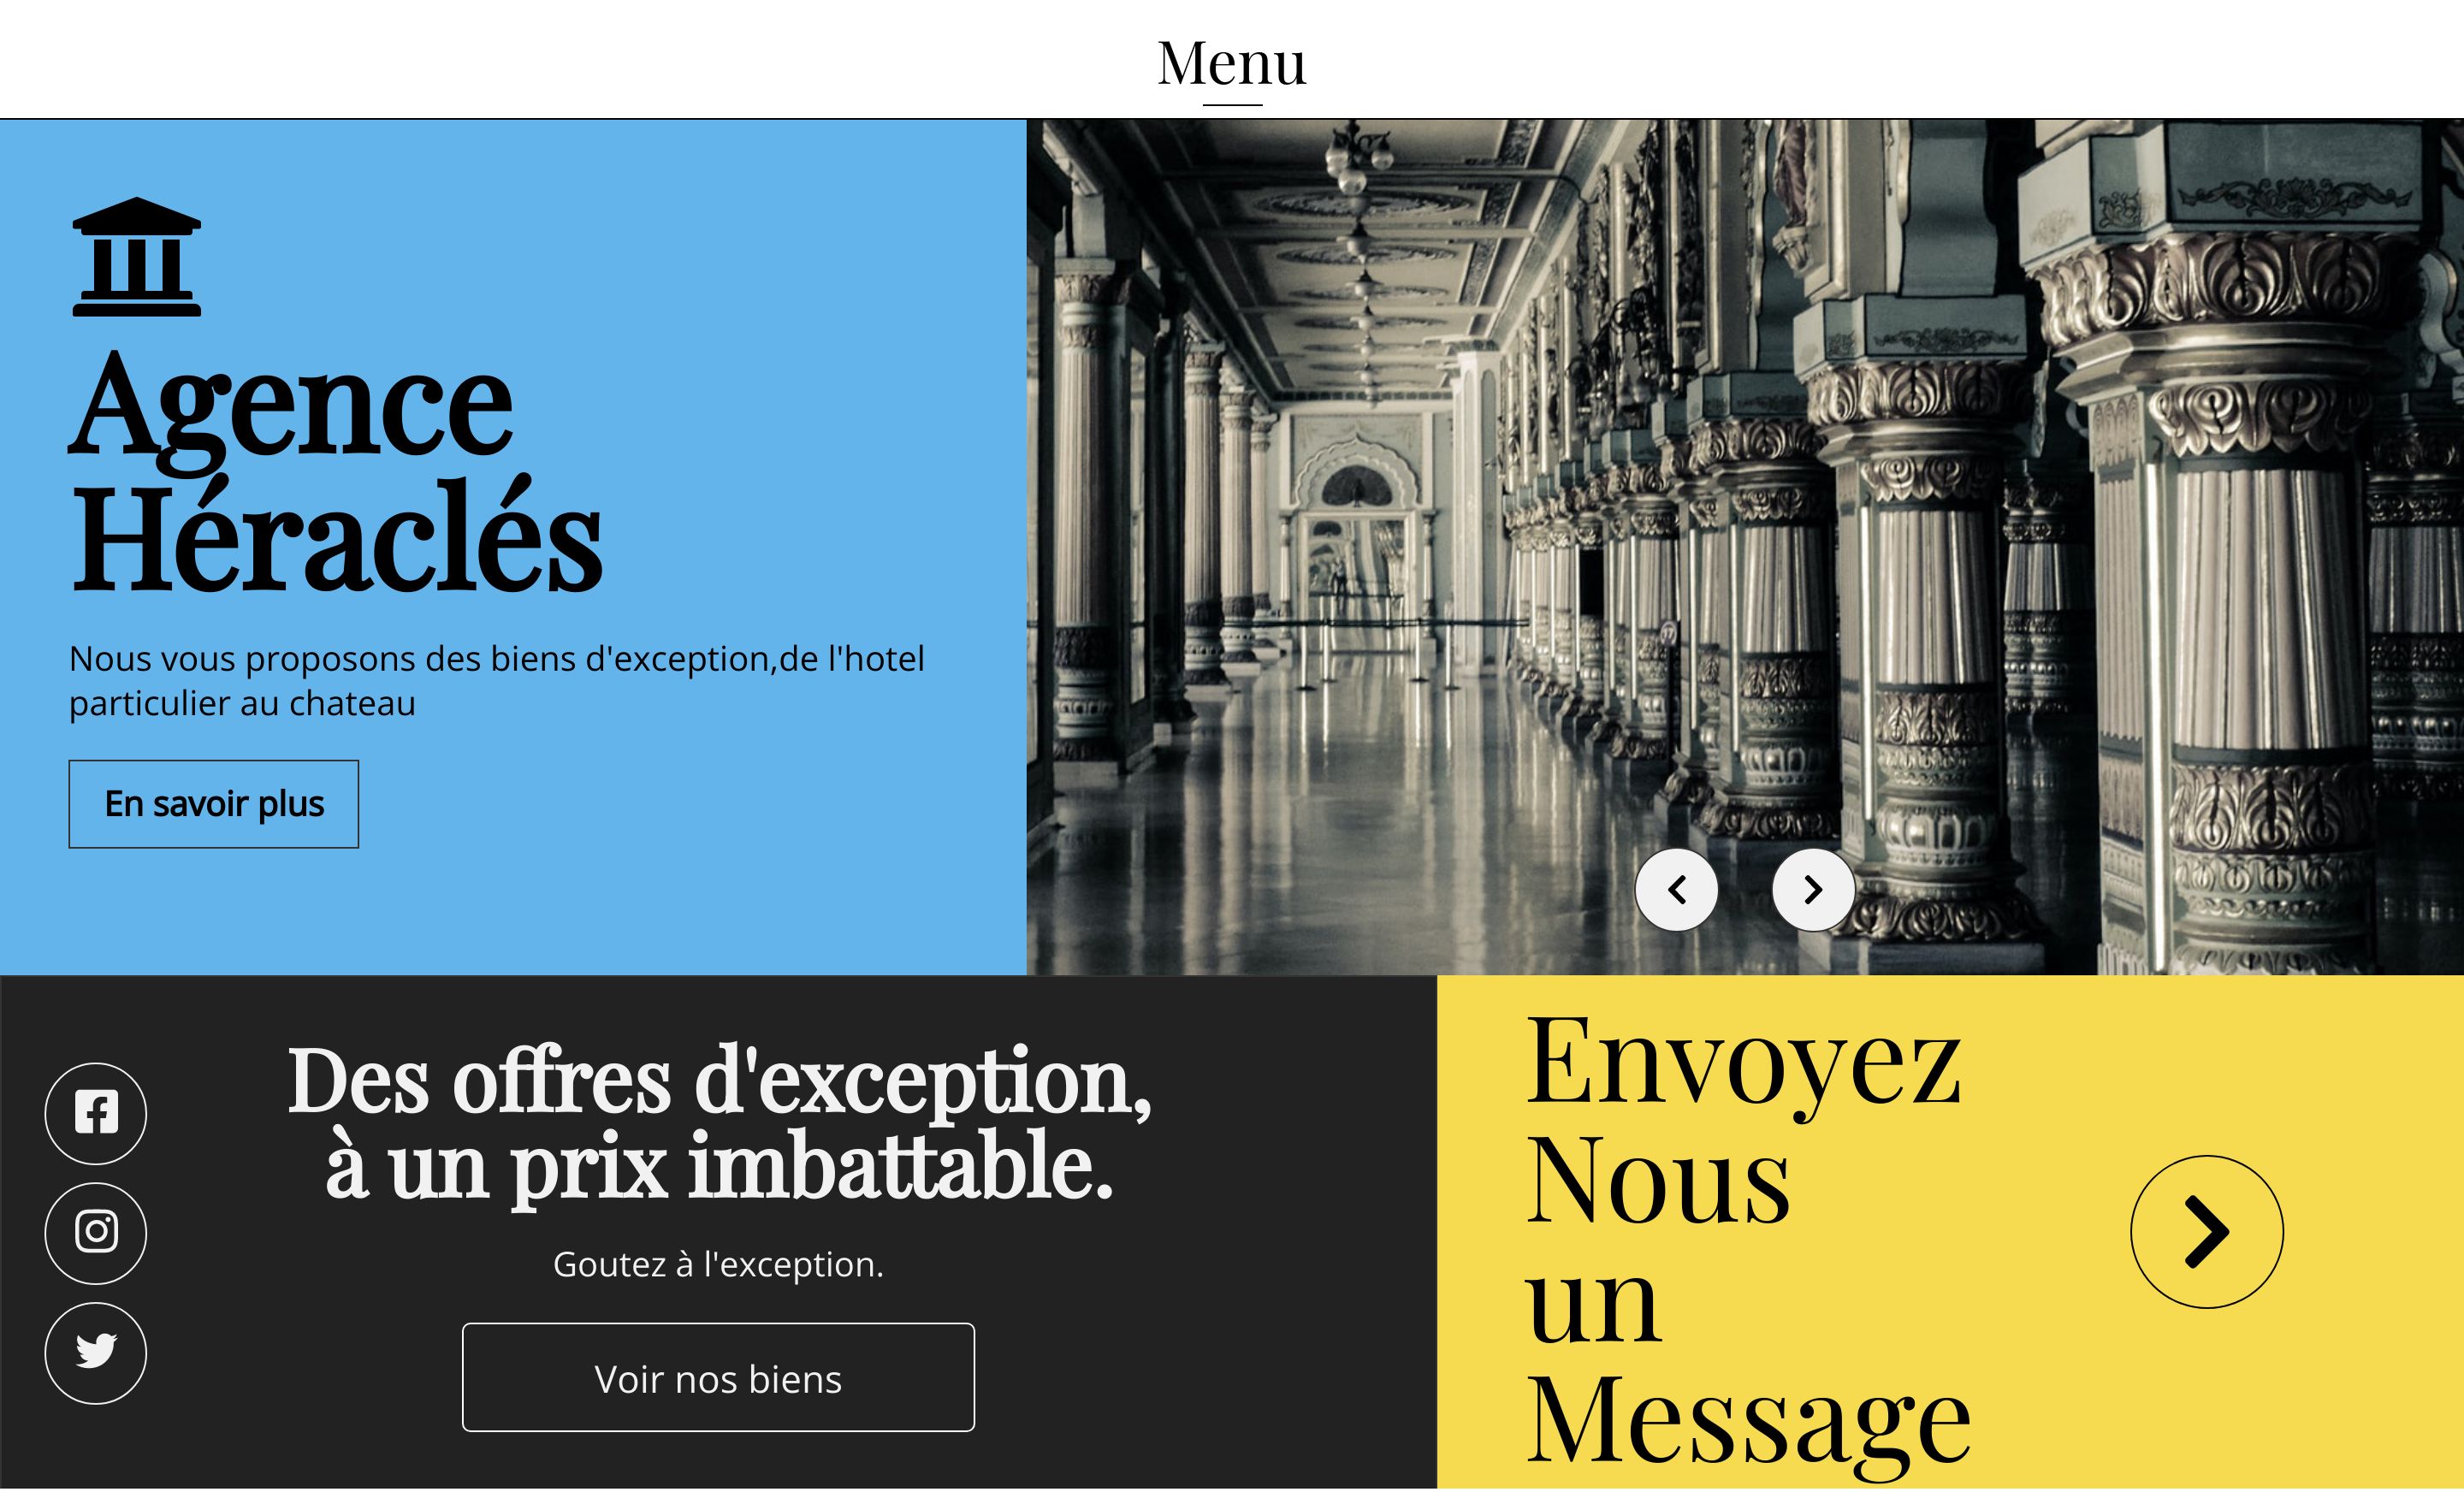 Menu
Agence
Héraclés
Nous vous proposons des biens d'exception,de l'hotel
particulier au chateau
En savoir plus
Des offres d'exception,
à un prix imbattable.
Goutez à l'exception.
Voir nos biens
Envoyez
Nous
un
Message